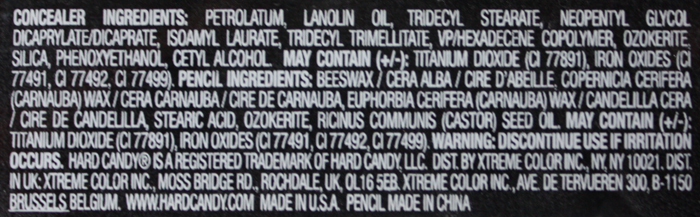 CONCEALER INGREDIENTS: PETROLATUM, LANOLIN OIL, TRIDECYL STEARATE, NEOPENTYL GLYCOL
DICAPRYLATE/DICAPRATE, ISOAMYL LAURATE, TRIDECYL TRIMELLITATE, VP/HEXADECENE COPOLYMER, OZOKERITE
SILICA, PHENOXYETHANOL, CETYL ALCOHOL. MAY CONTAIN (+/-): TITANIUM DIOXIDE (CI 77891), IRON OXIDES (CI
77491, CI 77492, CI 77499). PENCIL INGREDIENTS: BEESWAX / CERA ALBA / CIRE D'ABEILLE, COPERNICIA CERIFERA
(CARNAUBA) WAX / CERA CARNAUBA / CIRE DE CARNAUBA, EUPHORBIA CERIFERA (CARNAUBA) WAX / CANDELILLA CERA
/ CIRE DE CANDELILLA, STEARIC ACID, OZOKERITE, RICINUS COMMUNIS (CASTOR) SEED OIL. MAY CONTAIN (+/-):
TITANIUM DIOXIDE (CI 77891), IRON OXIDES (CI 77491, CI 77492, CI 77499). WARNING: DISCONTINUE USE IF IRRITATION
OCCURS. HARD CANDY® IS A REGISTERED TRADEMARK OF HARD CANDY, LLC. DIST. BY XTREME COLOR INC., NY, NY 10021. DIST
IN UK: XTREME COLOR INC., MOSS BRIDGE RD., ROCHDALE, UK, OL16 5EB. XTREME COLOR INC., AVE. DE TERVUEREN 300, B-1150
BRUSSELS BELGIUM. WWW.HARDCANDY.COM MADE IN U.S.A. PENCIL MADE IN CHINA